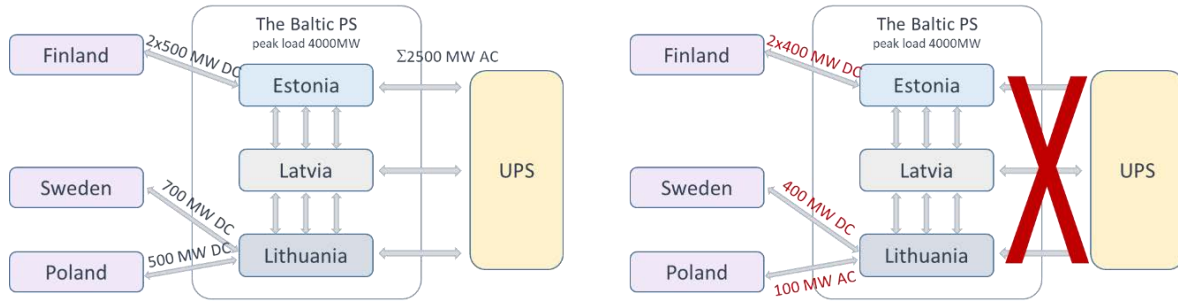 The Baltic PS
peak load 4000MW
Finland
2x500 MW DC
Σ2500 MW AC
Estonia
Latvia
UPS
Sweden
700 MW DC
500 MW DC
Lithuania
Poland
The Baltic PS
peak load 4000MW
Finland
2x400 MW DC
Estonia
Latvia
UPS
Sweden
400 MW DC
Lithuania
Poland
100 MW AC